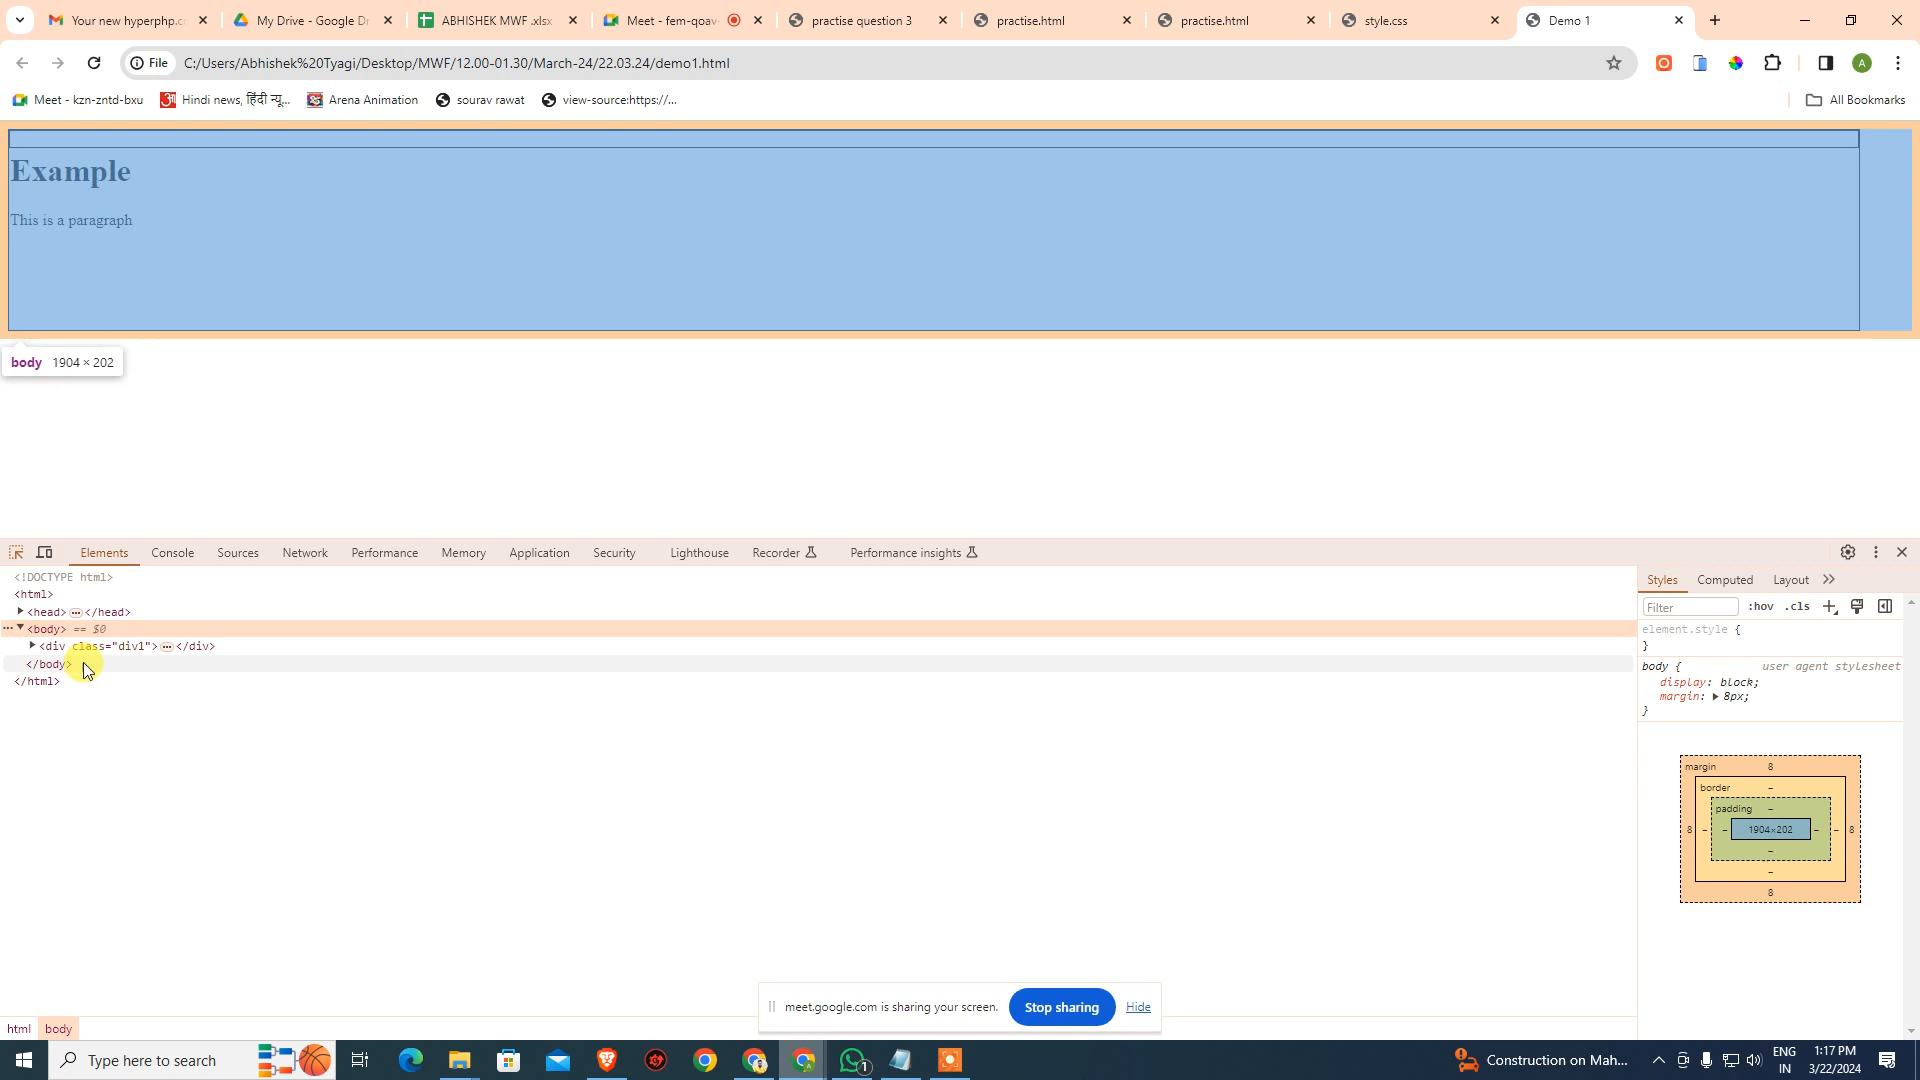 Your new hyperphp.c
My Drive - Google Dr
ABHISHEK MWF .xlsx
Meet - fem-qoav
practise question 3
practise.html
practise.html
style.css
Demo 1
File
C:/Users/Abhishek%20Tyagi/Desktop/MWF/12.00-01.30/March-24/22.03.24/demo1.html
A
Meet - kzn-zntd-bxu
Hindi news, हिंदी न्यू...
Arena Animation
sourav rawat
view-source:https://...
All Bookmarks
Example
This is a paragraph
body 1904 × 202
Elements
Console
Sources
Network
Performance
Memory
Application
Security
Lighthouse
Recorder
Performance insights
<!DOCTYPE html>
<html>
<head> … </head>
… <body> == $0
<div class="div1"> … </div>
</body>
</html>
Styles
Computed
Layout
Filter
:hov
.cls
element.style {
}
body {
user agent stylesheet
display: block;
margin: 8px;
}
margin
8
border
–
padding
–
8
–
–
1904×202
–
–
8
–
–
8
meet.google.com is sharing your screen.
Stop sharing
Hide
html
body
Type here to search
1
Construction on Mah...
ENG
IN
1:17 PM
3/22/2024